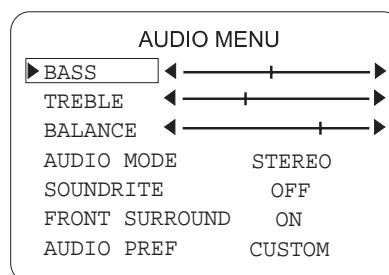 AUDIO MENU
BASS
TREBLE
BALANCE
AUDIO MODE STEREO
SOUNDRITE OFF
FRONT SURROUND ON
AUDIO PREF CUSTOM